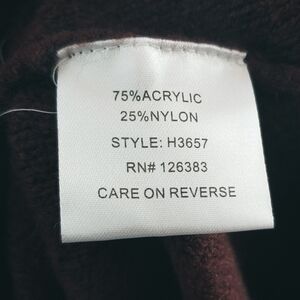 75%ACRYLIC
25%NYLON
STYLE: H3657
RN# 126383
CARE ON REVERSE